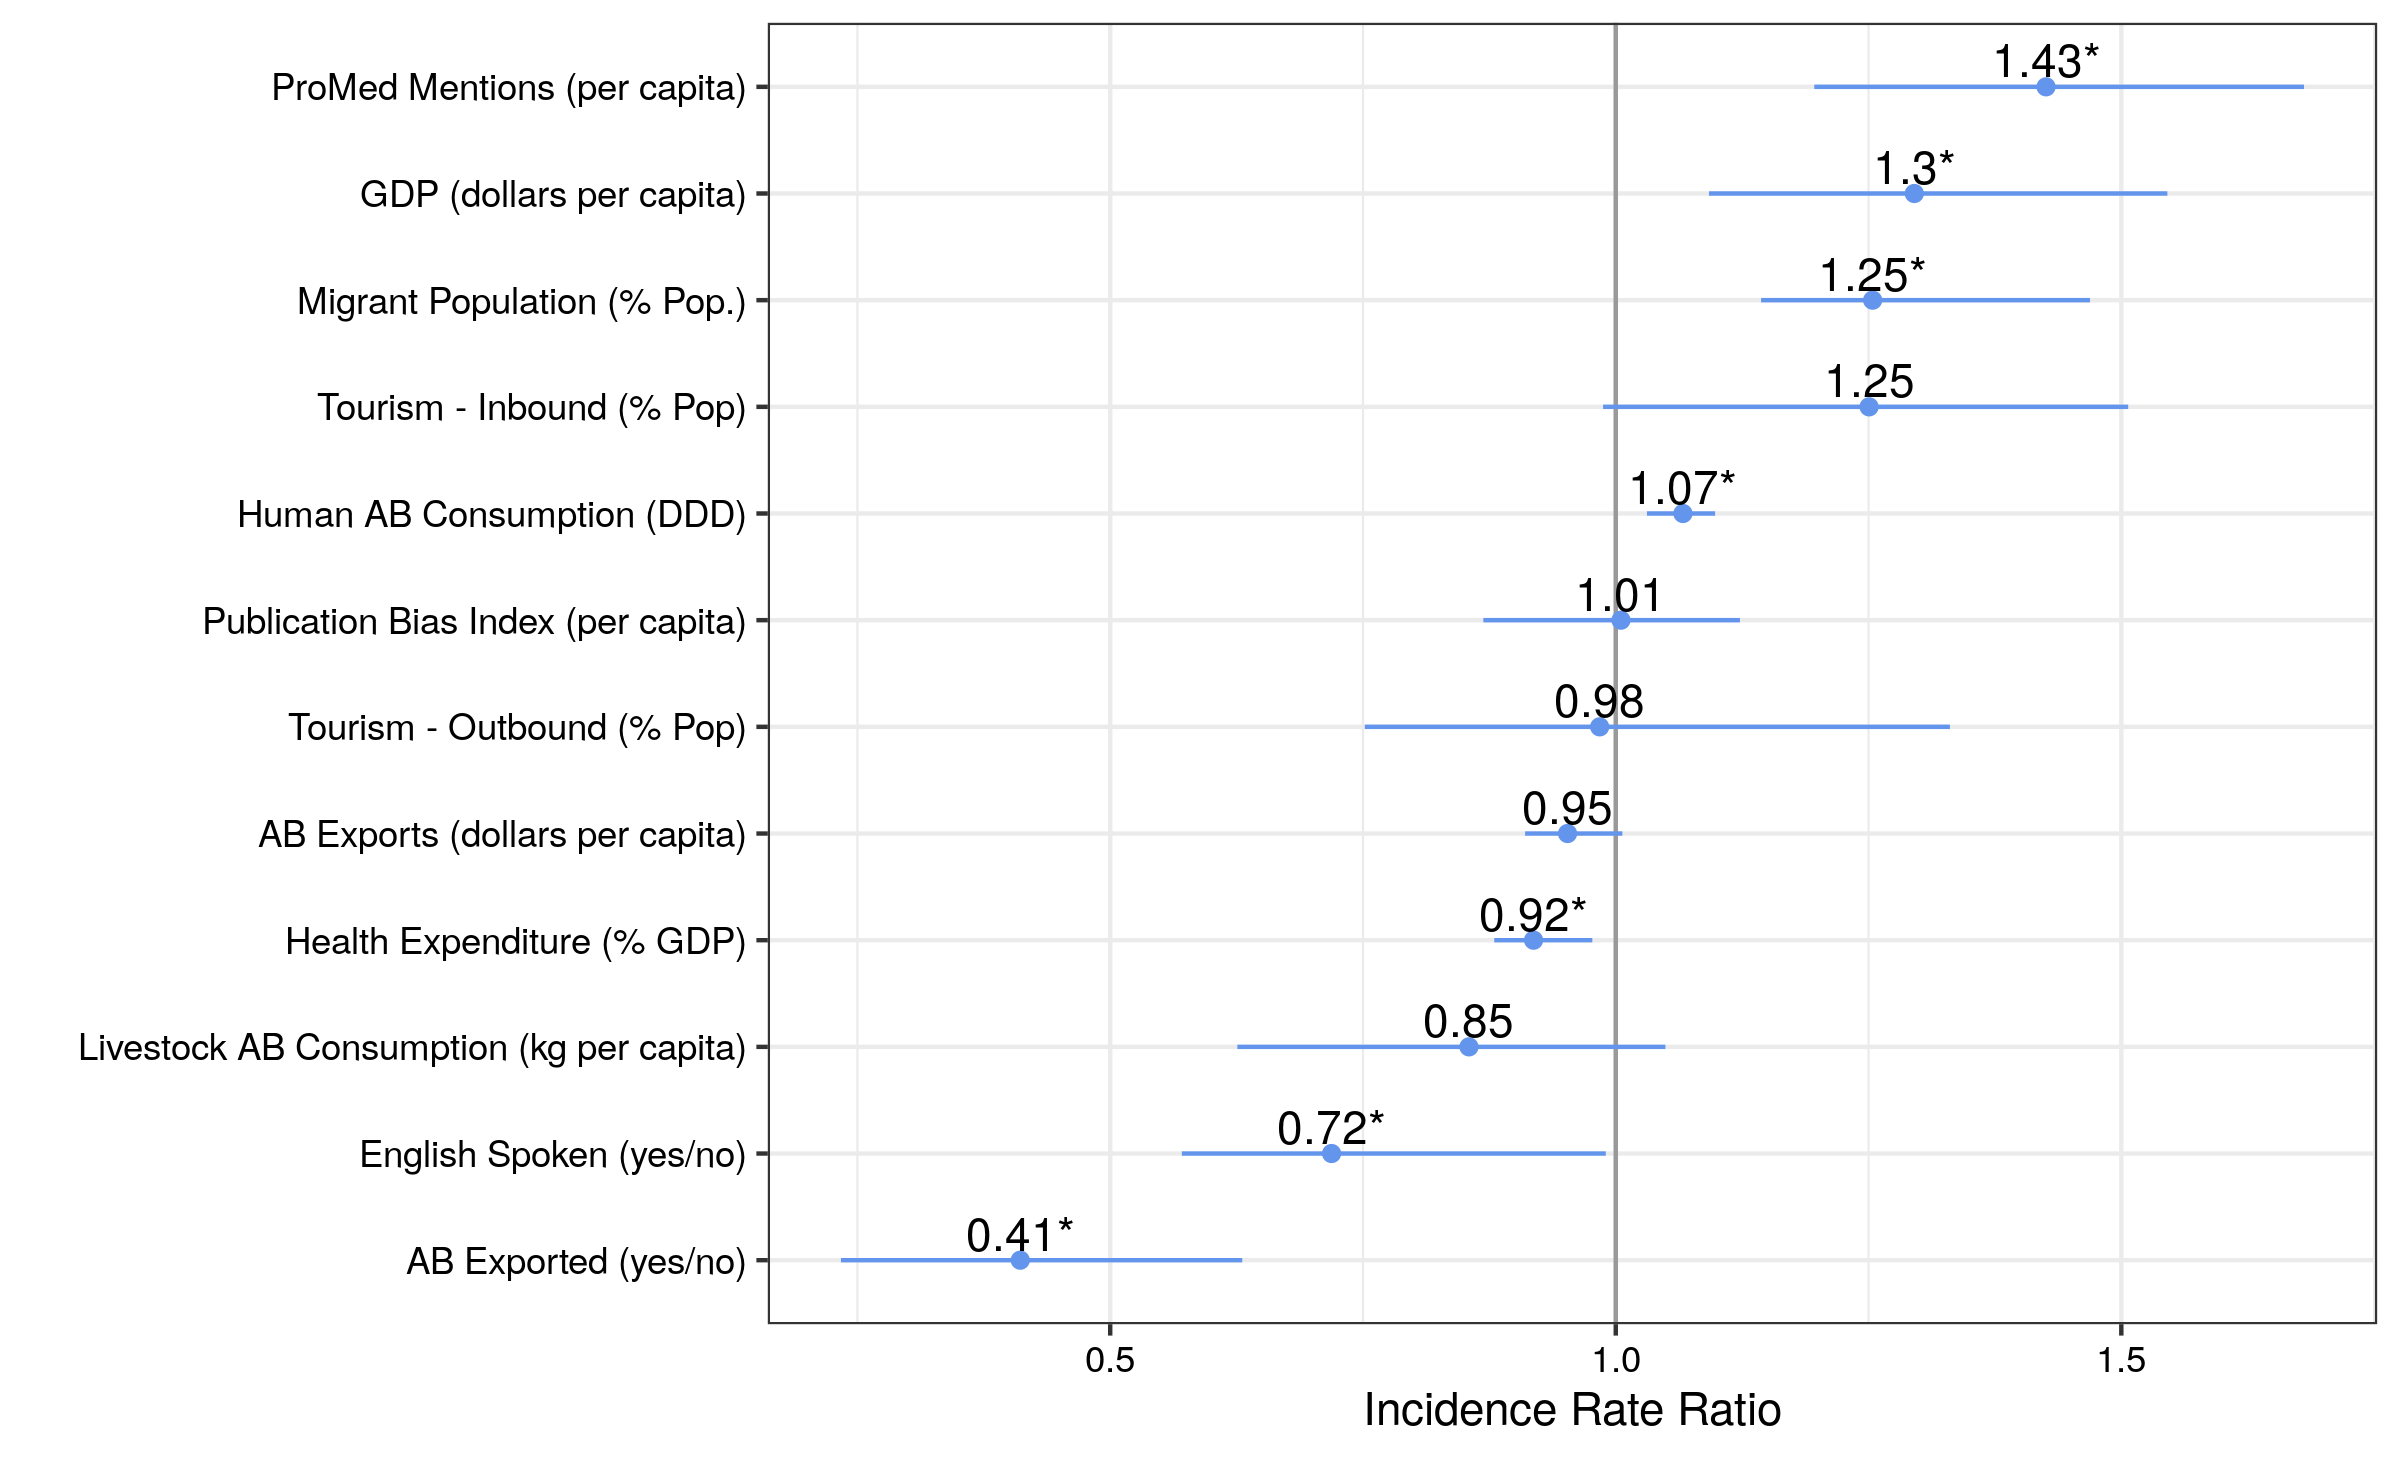 ProMed Mentions (per capita) 1.43*
GDP (dollars per capita) 1.3*
Migrant Population (% Pop.) 1.25*
Tourism - Inbound (% Pop) 1.25
Human AB Consumption (DDD) 1.07*
Publication Bias Index (per capita) 1.01
Tourism - Outbound (% Pop) 0.98
AB Exports (dollars per capita) 0.95
Health Expenditure (% GDP) 0.92*
Livestock AB Consumption (kg per capita) 0.85
English Spoken (yes/no) 0.72*
AB Exported (yes/no) 0.41*
0.5 1.0 1.5
Incidence Rate Ratio